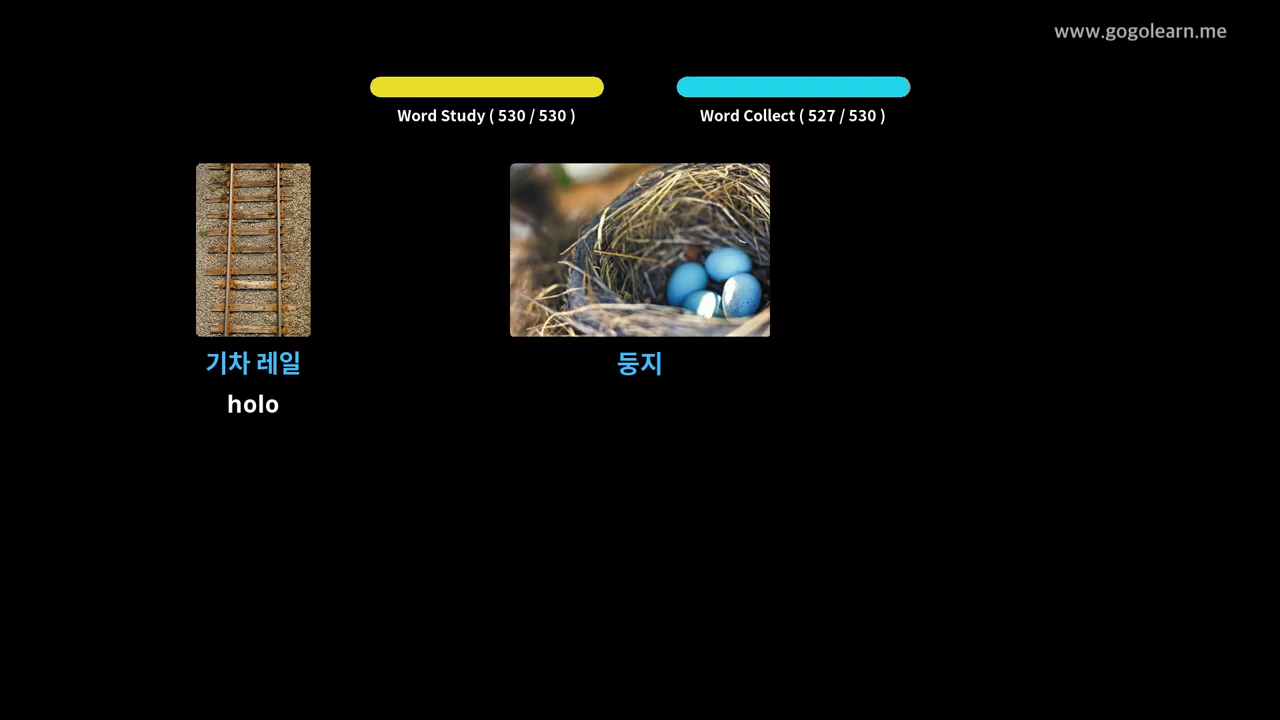 www.gogolearn.me
Word Study ( 530 / 530 )
Word Collect ( 527 / 530 )
기차 레일
둥지
holo